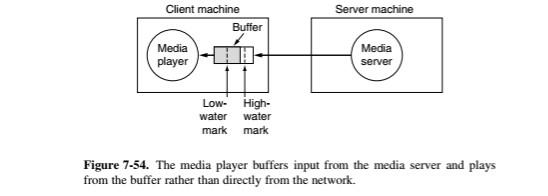 Client machine
Server machine
Buffer
Media
player
Media
server
Low-
water
mark
High-
water
mark
Figure 7-54. The media player buffers input from the media server and plays
from the buffer rather than directly from the network.